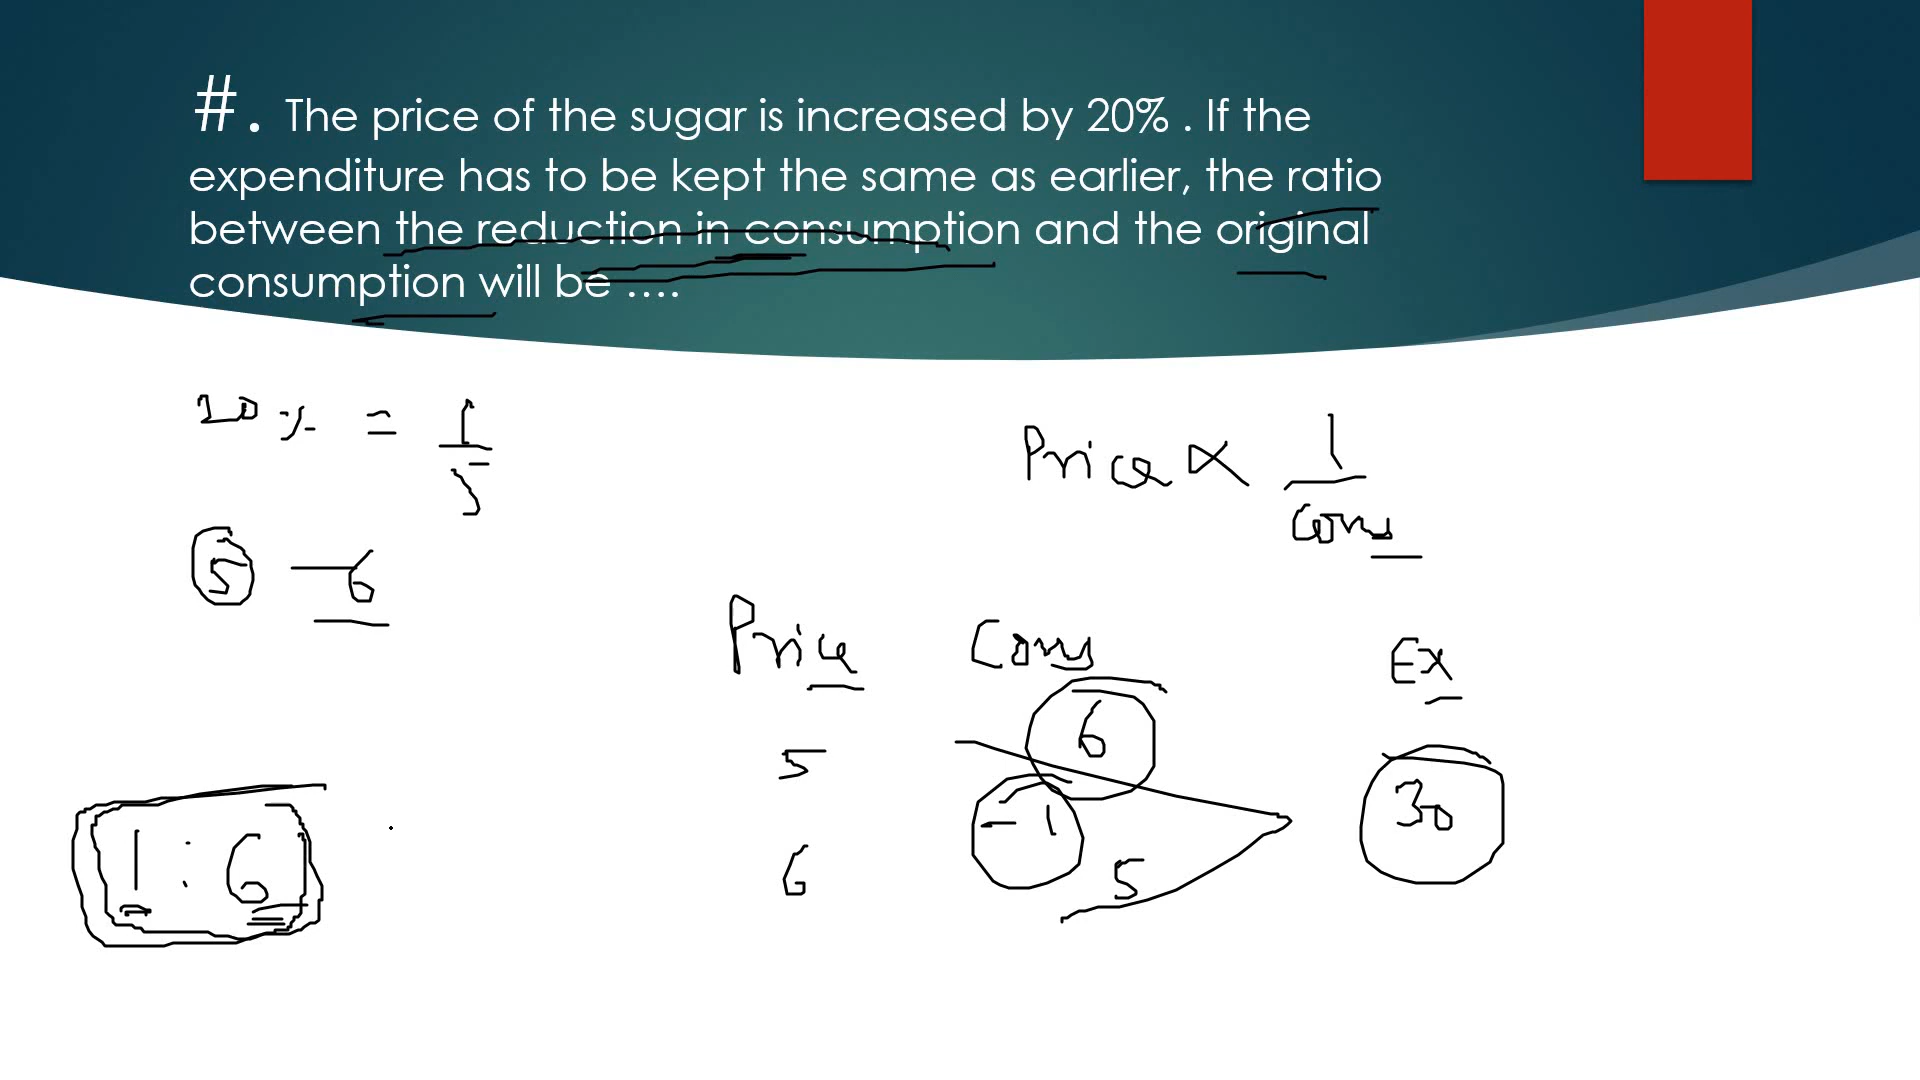 #. The price of the sugar is increased by 20% . If the
expenditure has to be kept the same as earlier, the ratio
between the reduction in consumption and the original
consumption will be ....
20% = 1/5
Price ∝ 1/Cons
5 — 6
Price Cons Ex
5 6 30
-1
6 5
1 : 6